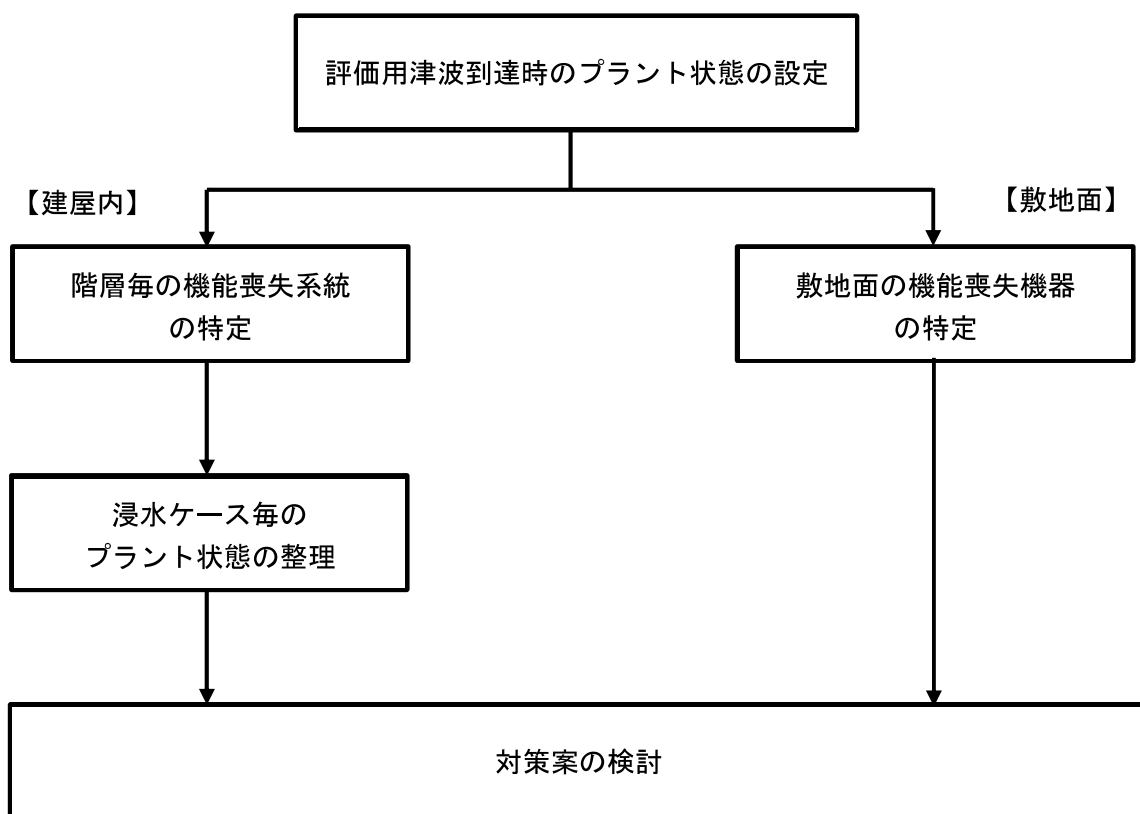 評価用津波到達時のプラント状態の設定
【建屋内】
【敷地面】
階層毎の機能喪失系統
の特定
敷地面の機能喪失機器
の特定
浸水ケース毎の
プラント状態の整理
対策案の検討